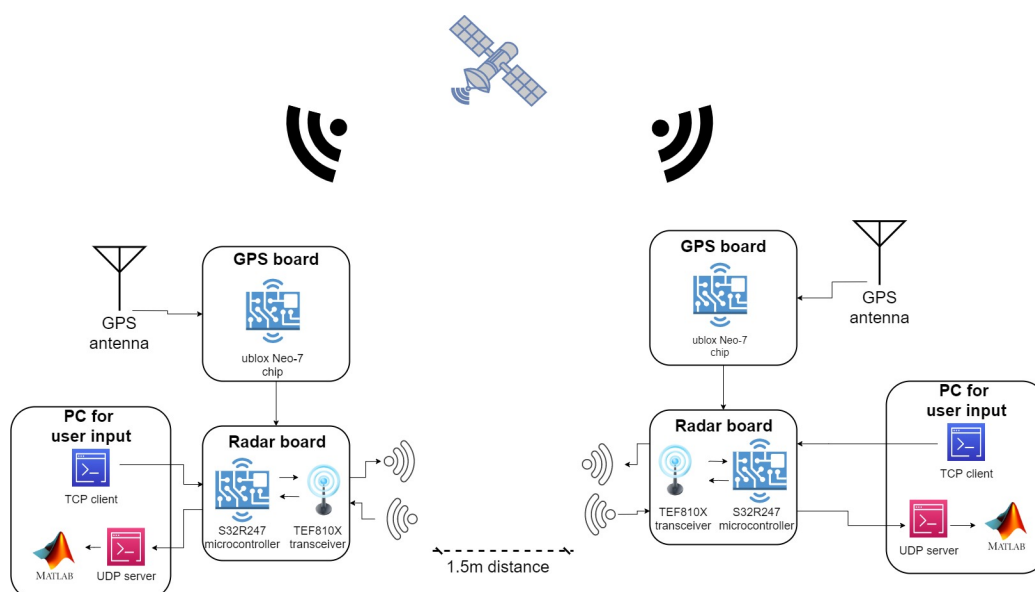 GPS board
ublox Neo-7
chip
GPS
antenna
PC for
user input
TCP client
UDP server
MATLAB
Radar board
S32R247
microcontroller
TEF810X
transceiver
1.5m distance
GPS board
ublox Neo-7
chip
GPS
antenna
Radar board
TEF810X
transceiver
S32R247
microcontroller
PC for
user input
TCP client
UDP server
MATLAB